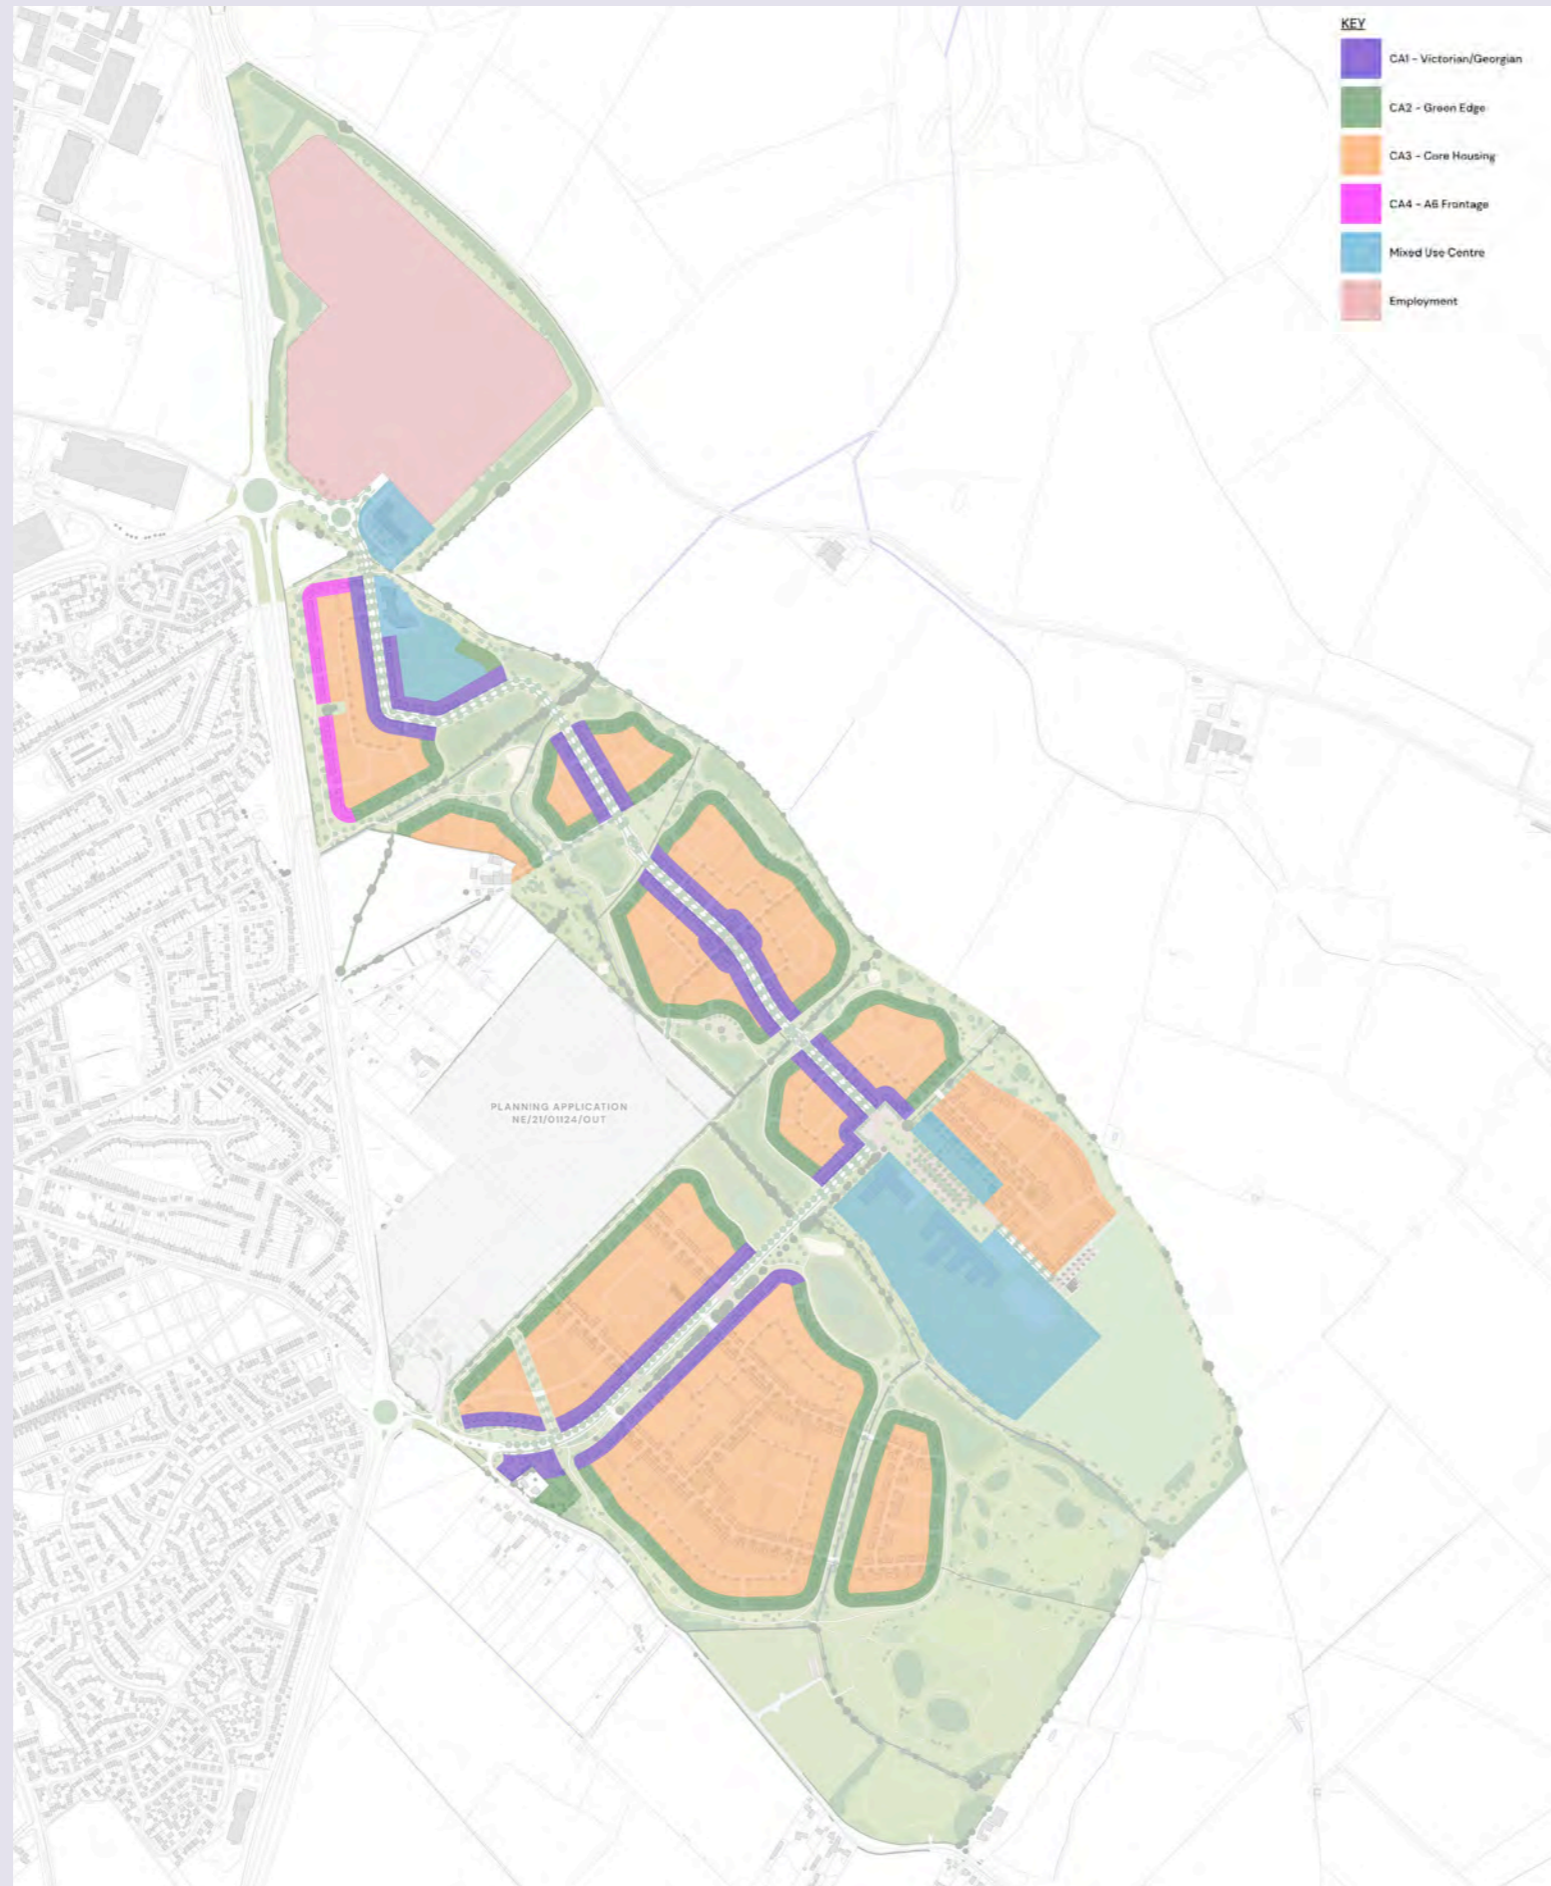 KEY
CA1 - Victorian/Georgian
CA2 - Green Edge
CA3 - Core Housing
CA4 - A6 Frontage
Mixed Use Centre
Employment
PLANNING APPLICATION
NE/21/01124/OUT